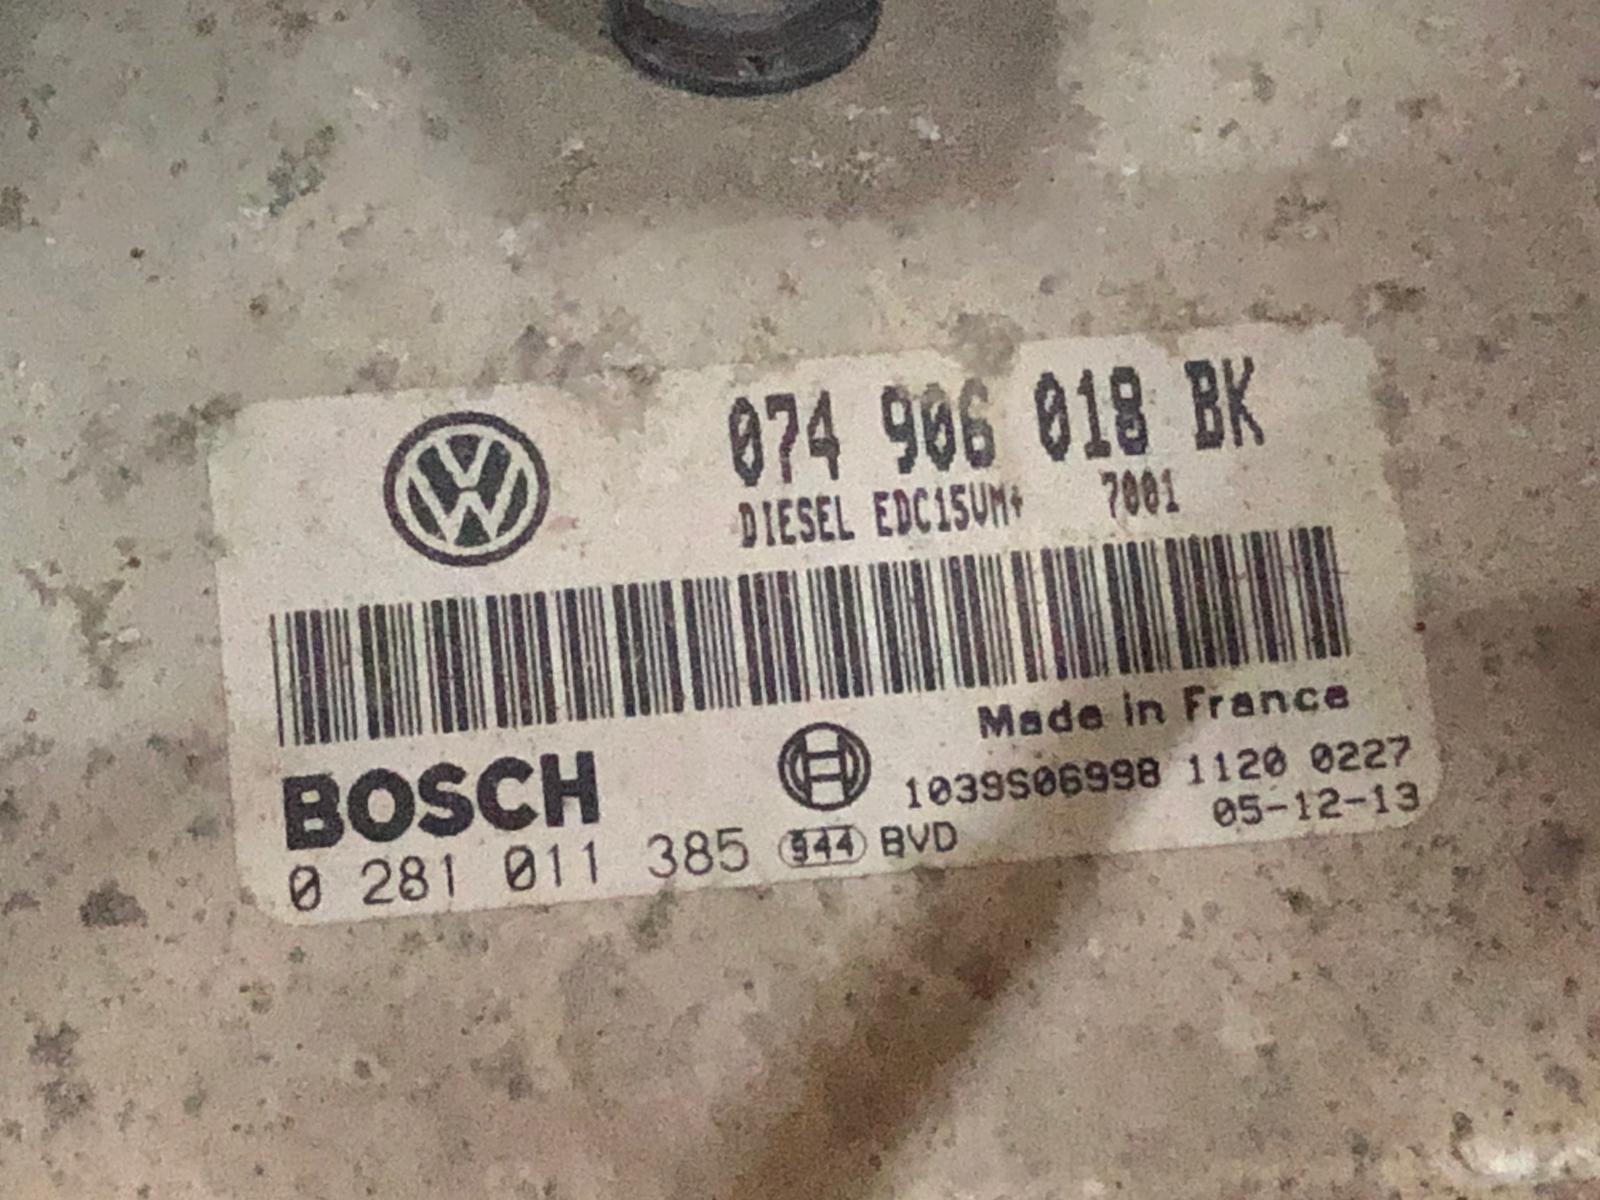 074 906 018 BK
DIESEL EDC15VM+ 7001
Made in France
BOSCH
1039S06998 1120 0227
0 281 011 385 944 BVD 05-12-13